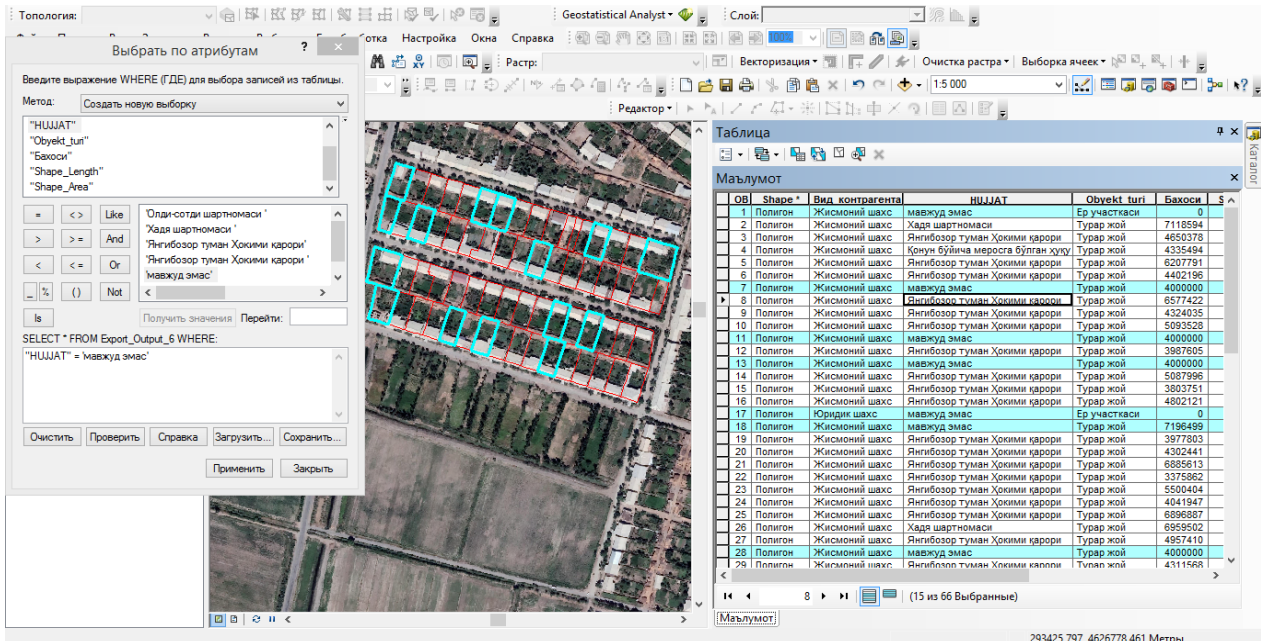 Топология:
Geostatistical Analyst
Слой:
Настройка Окна Справка
100%
Растр:
Векторизация
Очистка растра
Выборка ячеек
1:5 000
Редактор
Выбрать по атрибутам ? ×
Введите выражение WHERE (ГДЕ) для выбора записей из таблицы.
Метод: Создать новую выборку
"HUJJAT"
"Obyekt_turi"
"Бахоси"
"Shape_Length"
"Shape_Area"
= < > Like
> > = And
< < = Or
_ % () Not
Is
'Олди-сотди шартномаси '
'Хадя шартномаси '
'Янгибозор туман Ҳокими қарори'
'Янгибозор туман Ҳокими қарори '
'мавжуд эмас'
Получить значения Перейти:
SELECT * FROM Export_Output_6 WHERE:
"HUJJAT" = 'мавжуд эмас'
Очистить Проверить Справка Загрузить... Сохранить...
Применить Закрыть
Таблица
Каталог
Маълумот
OB Shape * Вид_контрагента HUJJAT Obyekt_turi Бахоси S
1 Полигон Жисмоний шахс мавжуд эмас Ер участкаси 0
2 Полигон Жисмоний шахс Хадя шартномаси Турар жой 7118594
3 Полигон Жисмоний шахс Янгибозор туман Ҳокими қарори Турар жой 4650378
4 Полигон Жисмоний шахс Қонун бўйича меросга бўлган ҳуқу Турар жой 4335494
5 Полигон Жисмоний шахс Янгибозор туман Ҳокими қарори Турар жой 6207791
6 Полигон Жисмоний шахс Янгибозор туман Ҳокими қарори Турар жой 4402196
7 Полигон Жисмоний шахс мавжуд эмас Турар жой 4000000
8 Полигон Жисмоний шахс Янгибозор туман Ҳокими қарори Турар жой 6577422
9 Полигон Жисмоний шахс Янгибозор туман Ҳокими қарори Турар жой 4324035
10 Полигон Жисмоний шахс Янгибозор туман Ҳокими қарори Турар жой 5093528
11 Полигон Жисмоний шахс мавжуд эмас Турар жой 4000000
12 Полигон Жисмоний шахс Янгибозор туман Ҳокими қарори Турар жой 3987605
13 Полигон Жисмоний шахс мавжуд эмас Турар жой 4000000
14 Полигон Жисмоний шахс Янгибозор туман Ҳокими қарори Турар жой 5087996
15 Полигон Жисмоний шахс Янгибозор туман Ҳокими қарори Турар жой 3803751
16 Полигон Жисмоний шахс Янгибозор туман Ҳокими қарори Турар жой 4802121
17 Полигон Юридик шахс мавжуд эмас Ер участкаси 0
18 Полигон Жисмоний шахс мавжуд эмас Турар жой 7196499
19 Полигон Жисмоний шахс Янгибозор туман Ҳокими қарори Турар жой 3977803
20 Полигон Жисмоний шахс Янгибозор туман Ҳокими қарори Турар жой 4302441
21 Полигон Жисмоний шахс Янгибозор туман Ҳокими қарори Турар жой 6885613
22 Полигон Жисмоний шахс Янгибозор туман Ҳокими қарори Турар жой 3375862
23 Полигон Жисмоний шахс Янгибозор туман Ҳокими қарори Турар жой 5500404
24 Полигон Жисмоний шахс Янгибозор туман Ҳокими қарори Турар жой 4041947
25 Полигон Жисмоний шахс Янгибозор туман Ҳокими қарори Турар жой 6896887
26 Полигон Жисмоний шахс Хадя шартномаси Турар жой 6959502
27 Полигон Жисмоний шахс Янгибозор туман Ҳокими қарори Турар жой 4957410
28 Полигон Жисмоний шахс мавжуд эмас Турар жой 4000000
29 Полигон Жисмоний шахс Янгибозор туман Ҳокими қарори Турар жой 4311568
8 (15 из 66 Выбранные)
Маълумот
293425,797 4626778,461 Метры